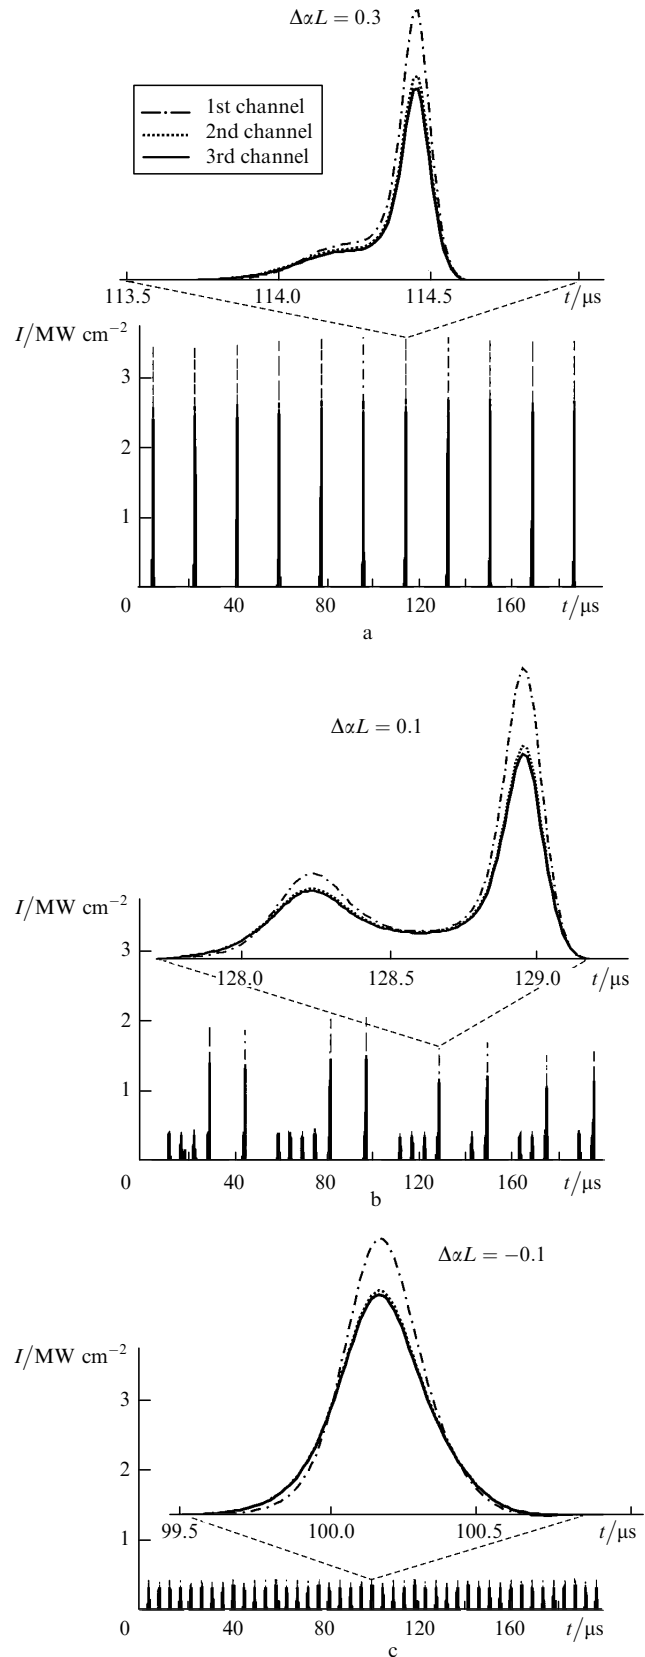 ΔαL = 0.3
1st channel
2nd channel
3rd channel
113.5 114.0 114.5 t/μs
I/MW cm⁻²
3
2
1
0 40 80 120 160 t/μs
a
ΔαL = 0.1
I/MW cm⁻²
3
128.0 128.5 129.0 t/μs
2
1
0 40 80 120 160 t/μs
b
ΔαL = −0.1
I/MW cm⁻²
3
2
99.5 100.0 100.5 t/μs
1
0 40 80 120 160 t/μs
c